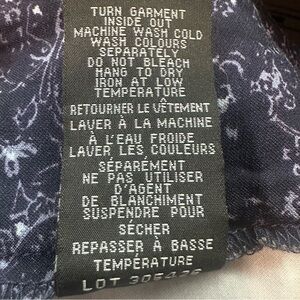 TURN GARMENT
INSIDE OUT
MACHINE WASH COLD
WASH COLOURS
SEPARATELY
DO NOT BLEACH
HANG TO DRY
IRON AT LOW
TEMPERATURE
RETOURNER LE VÊTEMENT
LAVER À LA MACHINE
À L'EAU FROIDE
LAVER LES COULEURS
SÉPARÉMENT
NE PAS UTILISER
D'AGENT
DE BLANCHIMENT
SUSPENDRE POUR
SÉCHER
REPASSER À BASSE
TEMPÉRATURE
LOT